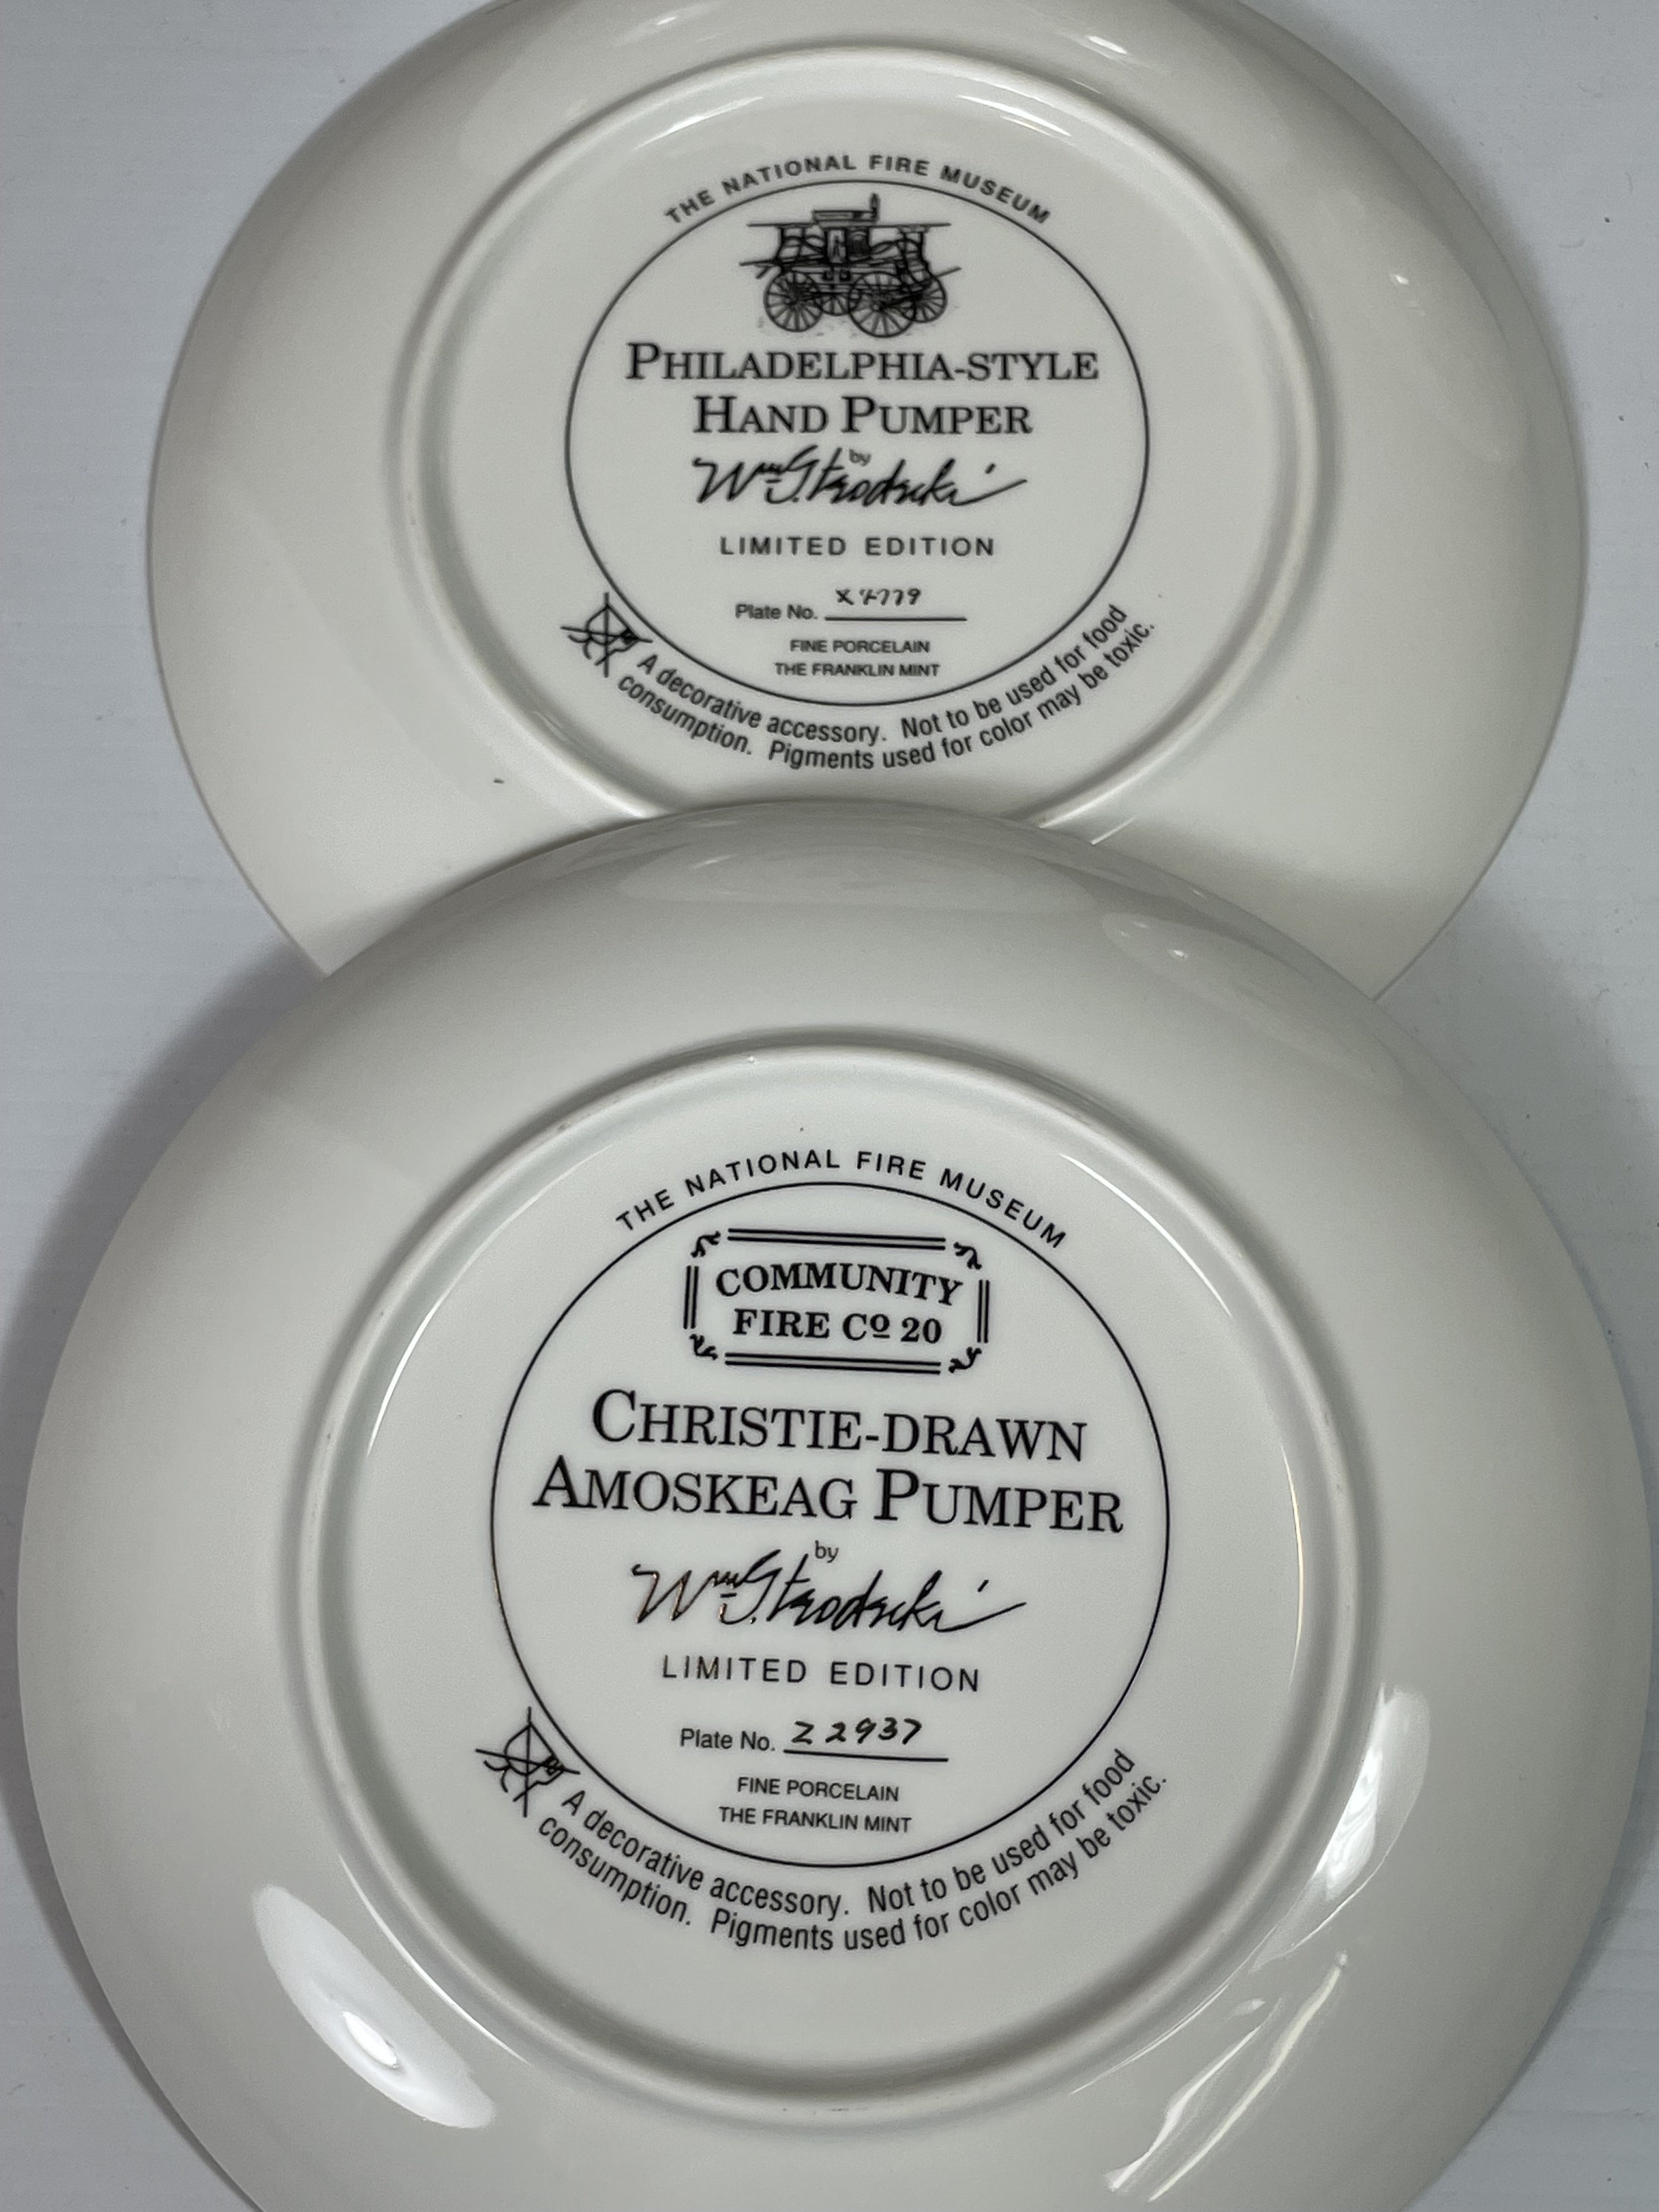 THE NATIONAL FIRE MUSEUM
PHILADELPHIA-STYLE
HAND PUMPER
by
LIMITED EDITION
Plate No.
FINE PORCELAIN
THE FRANKLIN MINT
A decorative accessory. Not to be used for food
consumption. Pigments used for color may be toxic.
THE NATIONAL FIRE MUSEUM
COMMUNITY
FIRE Cº 20
CHRISTIE-DRAWN
AMOSKEAG PUMPER
by
LIMITED EDITION
Plate No. Z 2937
FINE PORCELAIN
THE FRANKLIN MINT
A decorative accessory. Not to be used for food
consumption. Pigments used for color may be toxic.